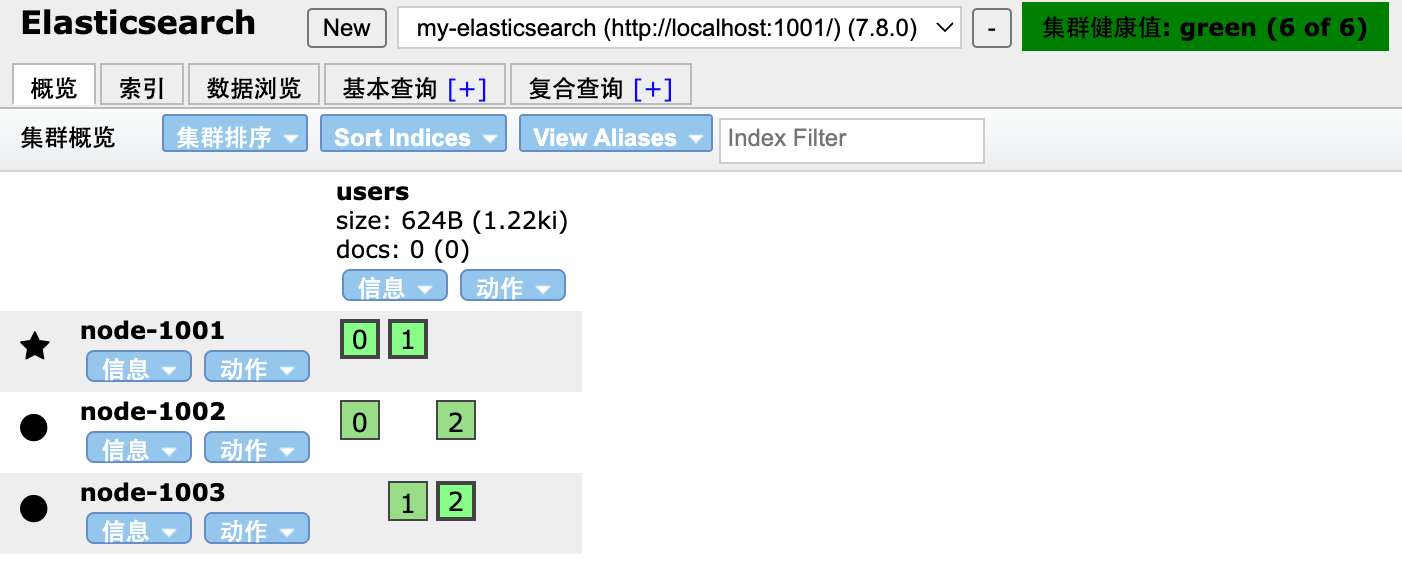 Elasticsearch New my-elasticsearch (http://localhost:1001/) (7.8.0) - 集群健康值: green (6 of 6)
概览 索引 数据浏览 基本查询 [+] 复合查询 [+]
集群概览 集群排序 Sort Indices View Aliases Index Filter
users
size: 624B (1.22ki)
docs: 0 (0)
信息 动作
node-1001 0 1
信息 动作
node-1002 0 2
信息 动作
node-1003 1 2
信息 动作